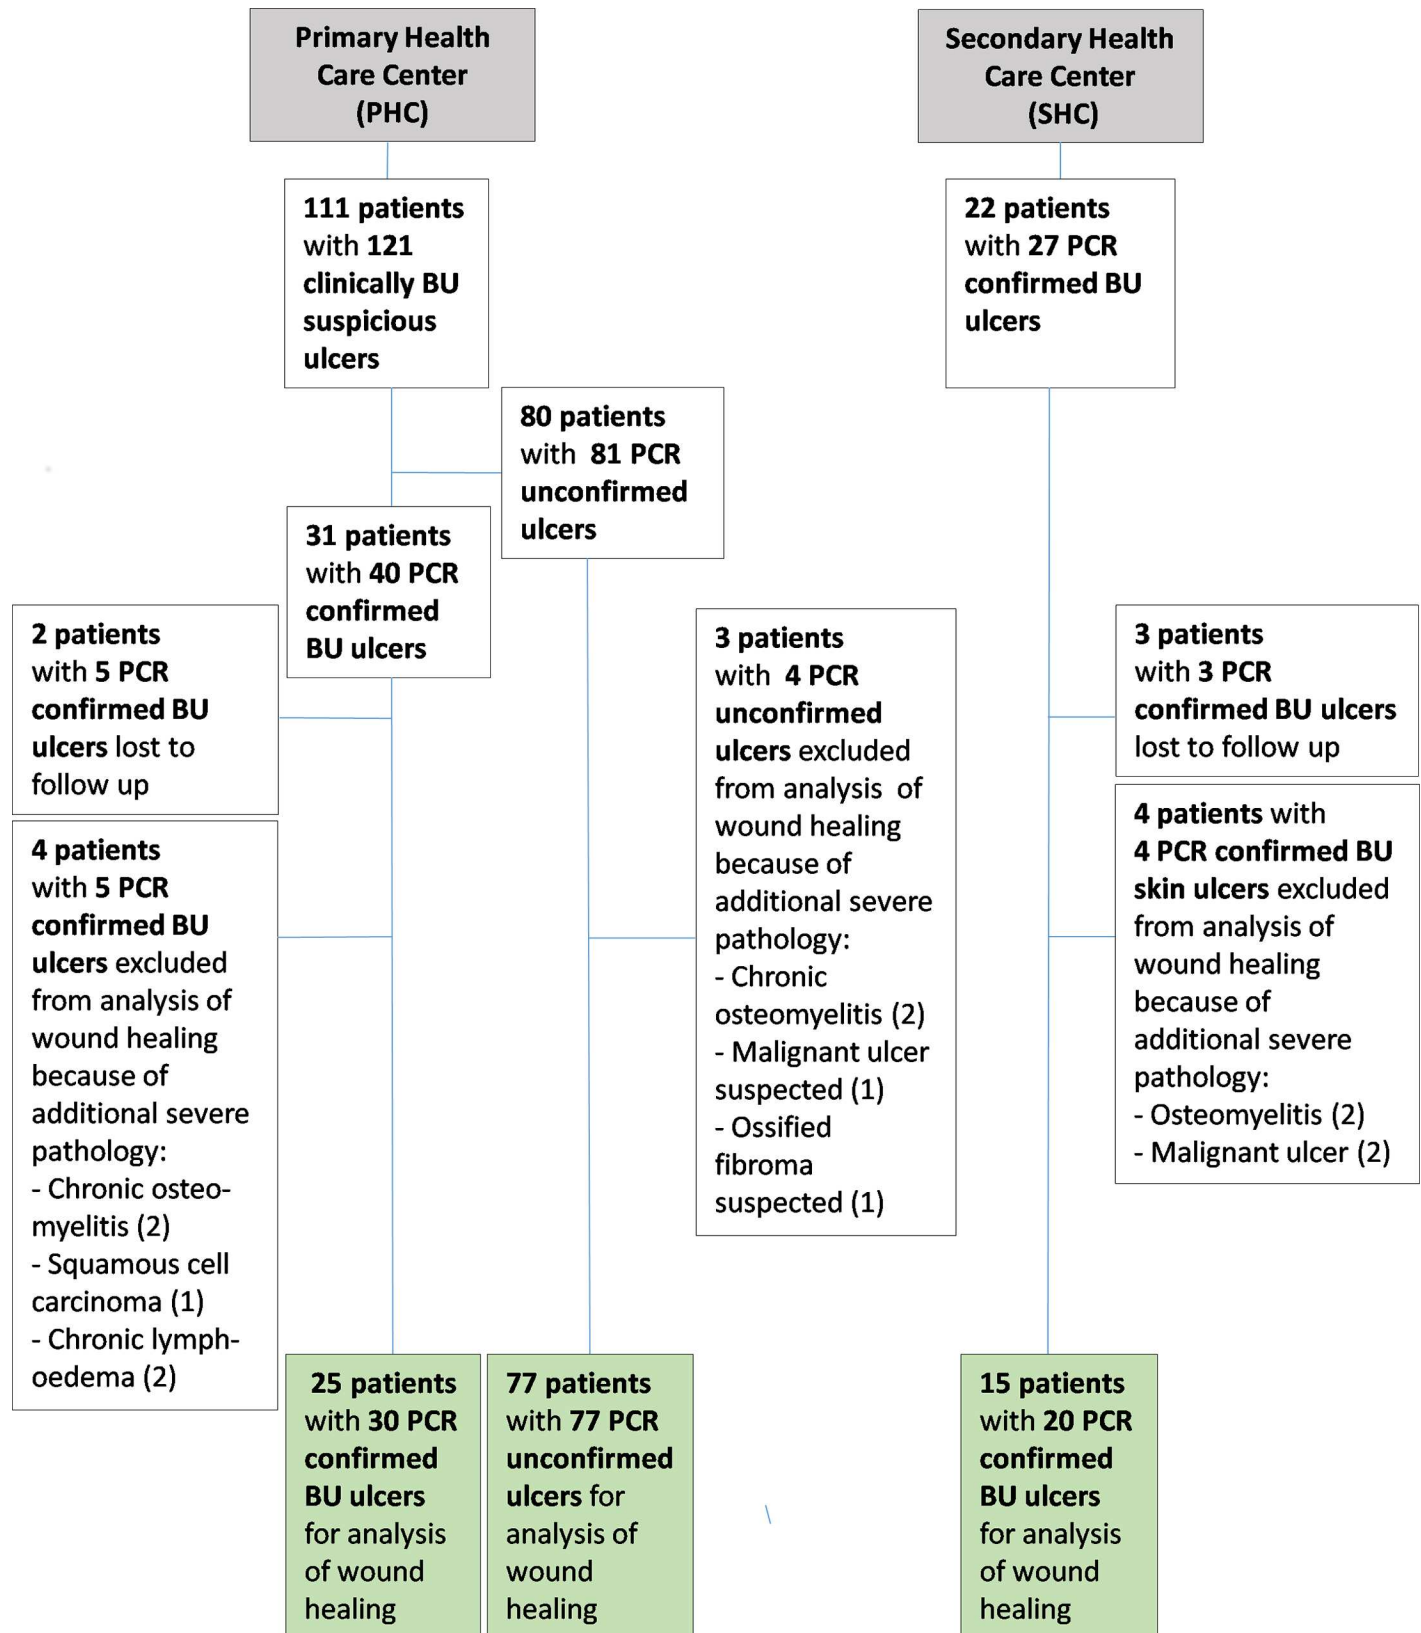 Primary Health
Care Center
(PHC)
Secondary Health
Care Center
(SHC)
111 patients
with 121
clinically BU
suspicious
ulcers
22 patients
with 27 PCR
confirmed BU
ulcers
80 patients
with 81 PCR
unconfirmed
ulcers
31 patients
with 40 PCR
confirmed
BU ulcers
2 patients
with 5 PCR
confirmed BU
ulcers lost to
follow up
3 patients
with 4 PCR
unconfirmed
ulcers excluded
from analysis of
wound healing
because of
additional severe
pathology:
- Chronic
osteomyelitis (2)
- Malignant ulcer
suspected (1)
- Ossified
fibroma
suspected (1)
3 patients
with 3 PCR
confirmed BU ulcers
lost to follow up
4 patients
with 5 PCR
confirmed BU
ulcers excluded
from analysis of
wound healing
because of
additional severe
pathology:
- Chronic osteo-
myelitis (2)
- Squamous cell
carcinoma (1)
- Chronic lymph-
oedema (2)
4 patients with
4 PCR confirmed BU
skin ulcers excluded
from analysis of
wound healing
because of
additional severe
pathology:
- Osteomyelitis (2)
- Malignant ulcer (2)
25 patients
with 30 PCR
confirmed
BU ulcers
for analysis
of wound
healing
77 patients
with 77 PCR
unconfirmed
ulcers for
analysis of
wound
healing
15 patients
with 20 PCR
confirmed
BU ulcers
for analysis
of wound
healing